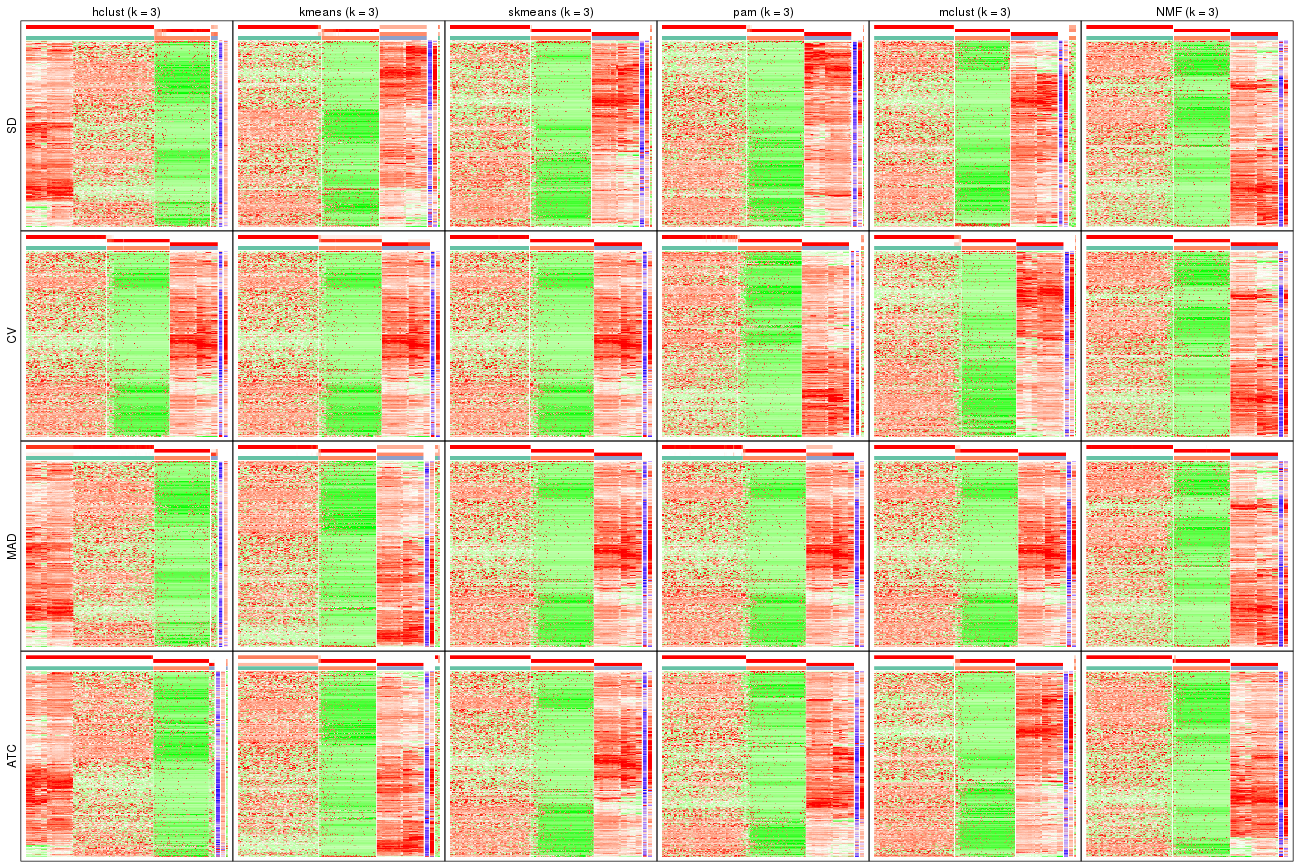 hclust (k = 3) kmeans (k = 3) skmeans (k = 3) pam (k = 3) mclust (k = 3) NMF (k = 3)
SD
CV
MAD
ATC